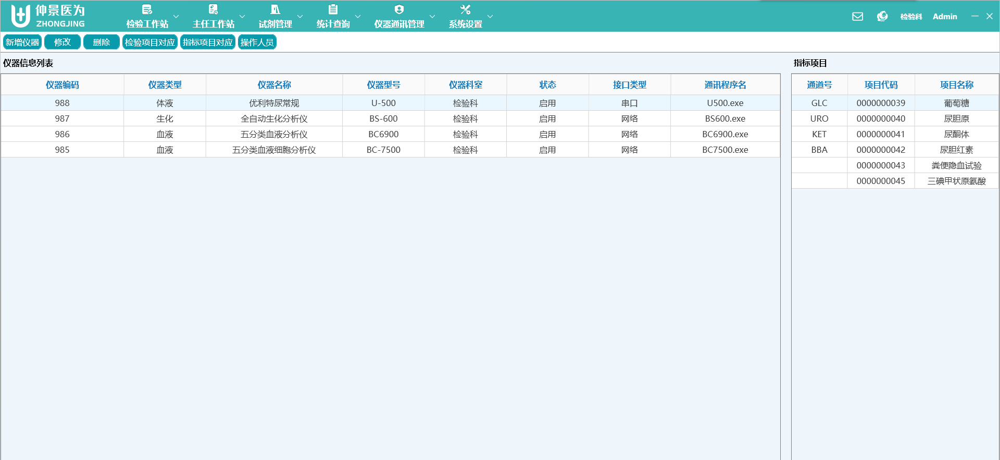 仲景医为
ZHONGJING
检验工作站 主任工作站 试剂管理 统计查询 仪器通讯管理 系统设置
检验科 Admin
新增仪器 修改 删除 检验项目对应 指标项目对应 操作人员
仪器信息列表
仪器编码 仪器类型 仪器名称 仪器型号 仪器科室 状态 接口类型 通讯程序名
988 体液 优利特尿常规 U-500 检验科 启用 串口 U500.exe
987 生化 全自动生化分析仪 BS-600 检验科 启用 网络 BS600.exe
986 血液 五分类血液分析仪 BC6900 检验科 启用 网络 BC6900.exe
985 血液 五分类血液细胞分析仪 BC-7500 检验科 启用 网络 BC7500.exe
指标项目
通道号 项目代码 项目名称
GLC 0000000039 葡萄糖
URO 0000000040 尿胆原
KET 0000000041 尿酮体
BBA 0000000042 尿胆红素
0000000043 粪便隐血试验
0000000045 三碘甲状原氨酸